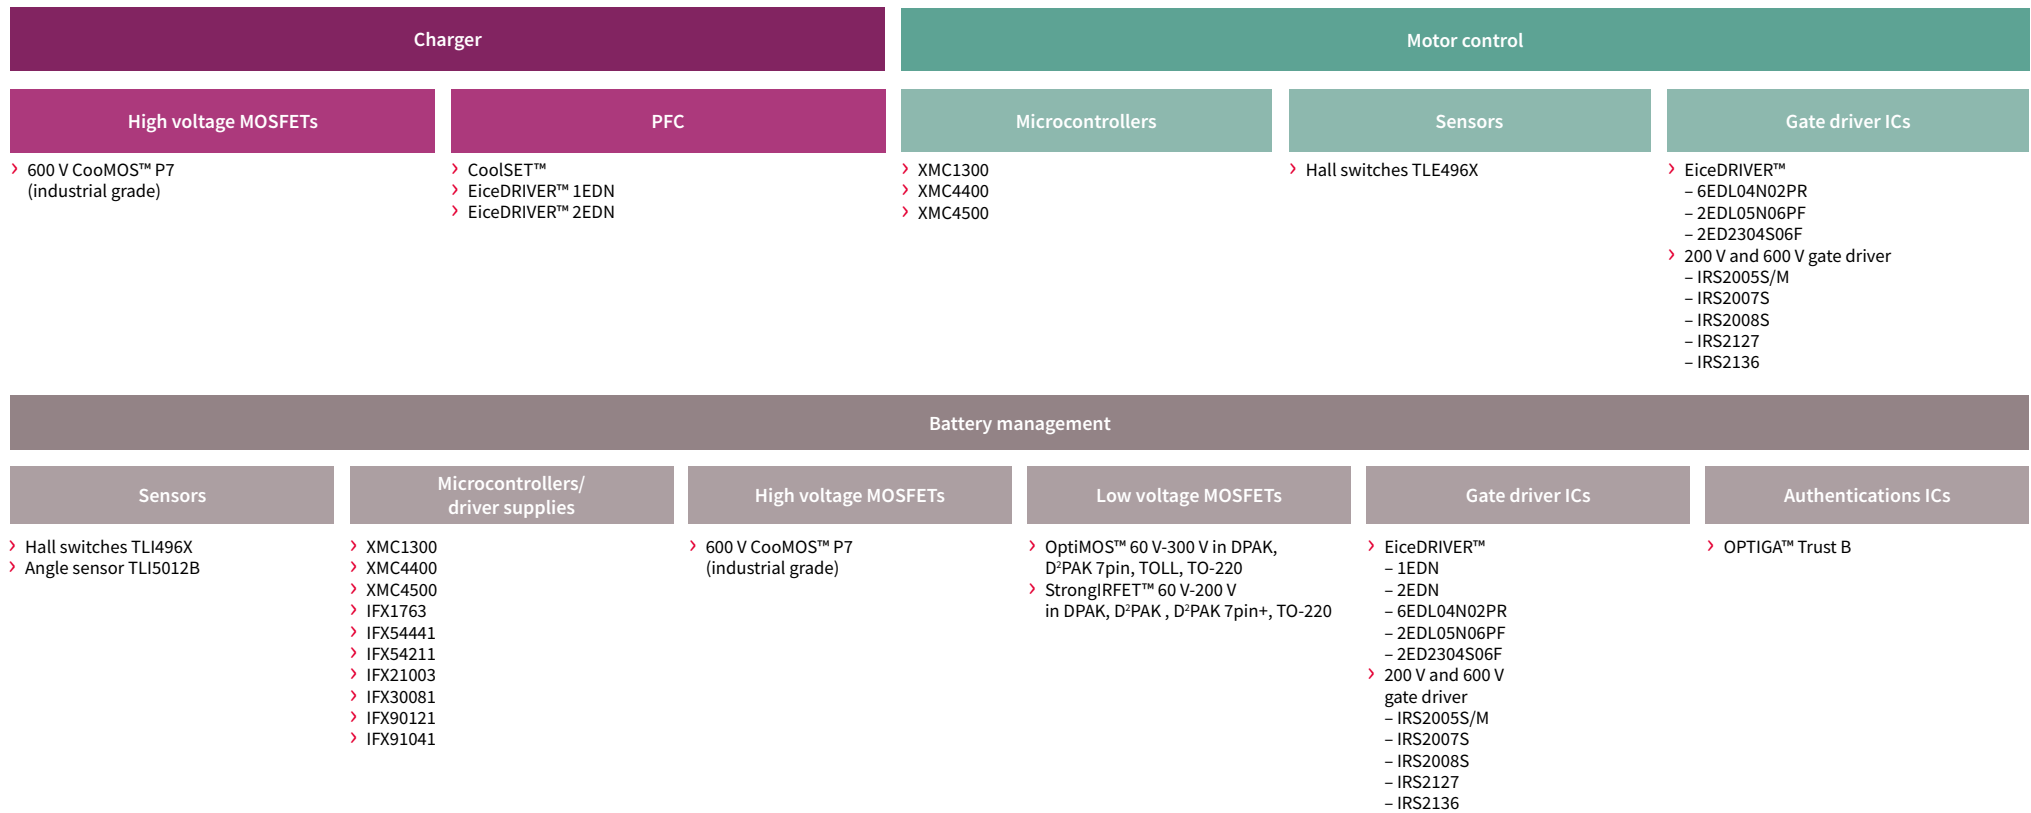 Charger
High voltage MOSFETs
› 600 V CooMOS™ P7
(industrial grade)
PFC
› CoolSET™
› EiceDRIVER™ 1EDN
› EiceDRIVER™ 2EDN
Motor control
Microcontrollers
› XMC1300
› XMC4400
› XMC4500
Sensors
› Hall switches TLE496X
Gate driver ICs
› EiceDRIVER™
– 6EDL04N02PR
– 2EDL05N06PF
– 2ED2304S06F
› 200 V and 600 V gate driver
– IRS2005S/M
– IRS2007S
– IRS2008S
– IRS2127
– IRS2136
Battery management
Sensors
› Hall switches TLI496X
› Angle sensor TLI5012B
Microcontrollers/
driver supplies
› XMC1300
› XMC4400
› XMC4500
› IFX1763
› IFX54441
› IFX54211
› IFX21003
› IFX30081
› IFX90121
› IFX91041
High voltage MOSFETs
› 600 V CooMOS™ P7
(industrial grade)
Low voltage MOSFETs
› OptiMOS™ 60 V-300 V in DPAK,
D²PAK 7pin, TOLL, TO-220
› StrongIRFET™ 60 V-200 V
in DPAK, D²PAK , D²PAK 7pin+, TO-220
Gate driver ICs
› EiceDRIVER™
– 1EDN
– 2EDN
– 6EDL04N02PR
– 2EDL05N06PF
– 2ED2304S06F
› 200 V and 600 V
gate driver
– IRS2005S/M
– IRS2007S
– IRS2008S
– IRS2127
– IRS2136
Authentications ICs
› OPTIGA™ Trust B